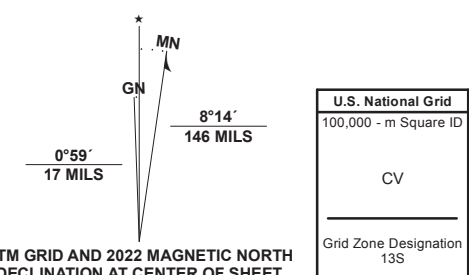 ★
MN
GN
8°14´
146 MILS
0°59´
17 MILS
TM GRID AND 2022 MAGNETIC NORTH
DECLINATION AT CENTER OF SHEET
U.S. National Grid
100,000 - m Square ID
CV
Grid Zone Designation
13S